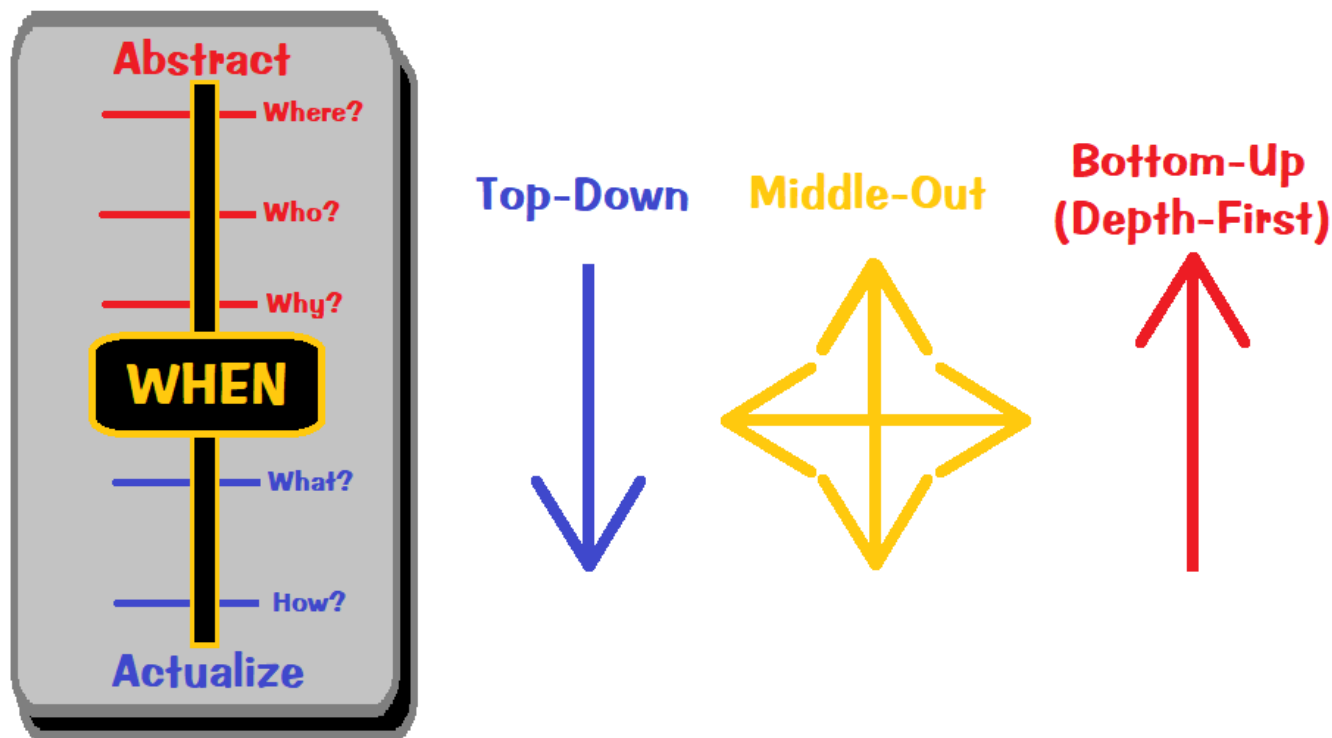 Abstract
Where?
Who?
Why?
WHEN
What?
How?
Actualize
Top-Down
Middle-Out
Bottom-Up
(Depth-First)